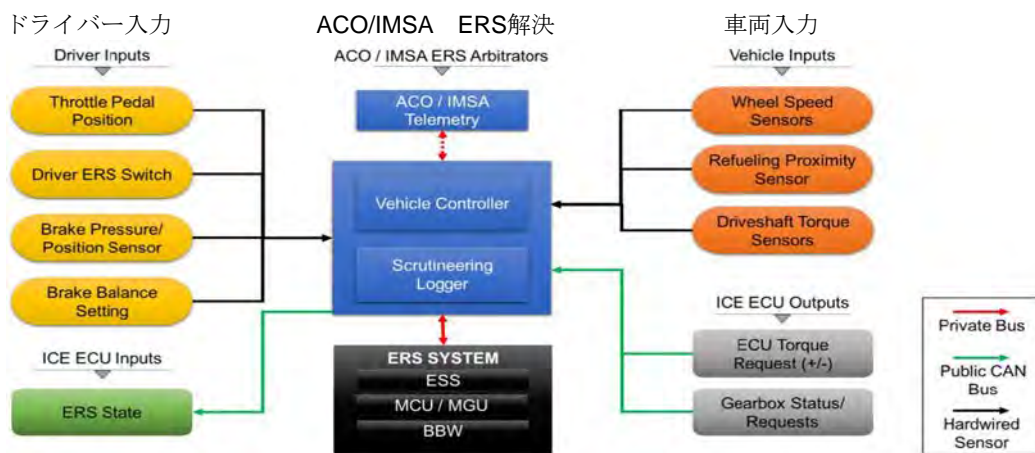 ドライバー入力
ACO/IMSA ERS解決
車両入力
Driver Inputs
Throttle Pedal
Position
Driver ERS Switch
Brake Pressure/
Position Sensor
Brake Balance
Setting
ICE ECU Inputs
ERS State
ACO / IMSA ERS Arbitrators
ACO / IMSA
Telemetry
Vehicle Controller
Scrutineering
Logger
ERS SYSTEM
ESS
MCU / MGU
BBW
Vehicle Inputs
Wheel Speed
Sensors
Refueling Proximity
Sensor
Driveshaft Torque
Sensors
ICE ECU Outputs
ECU Torque
Request (+/-)
Gearbox Status/
Requests
Private Bus
Public CAN
Bus
Hardwired
Sensor